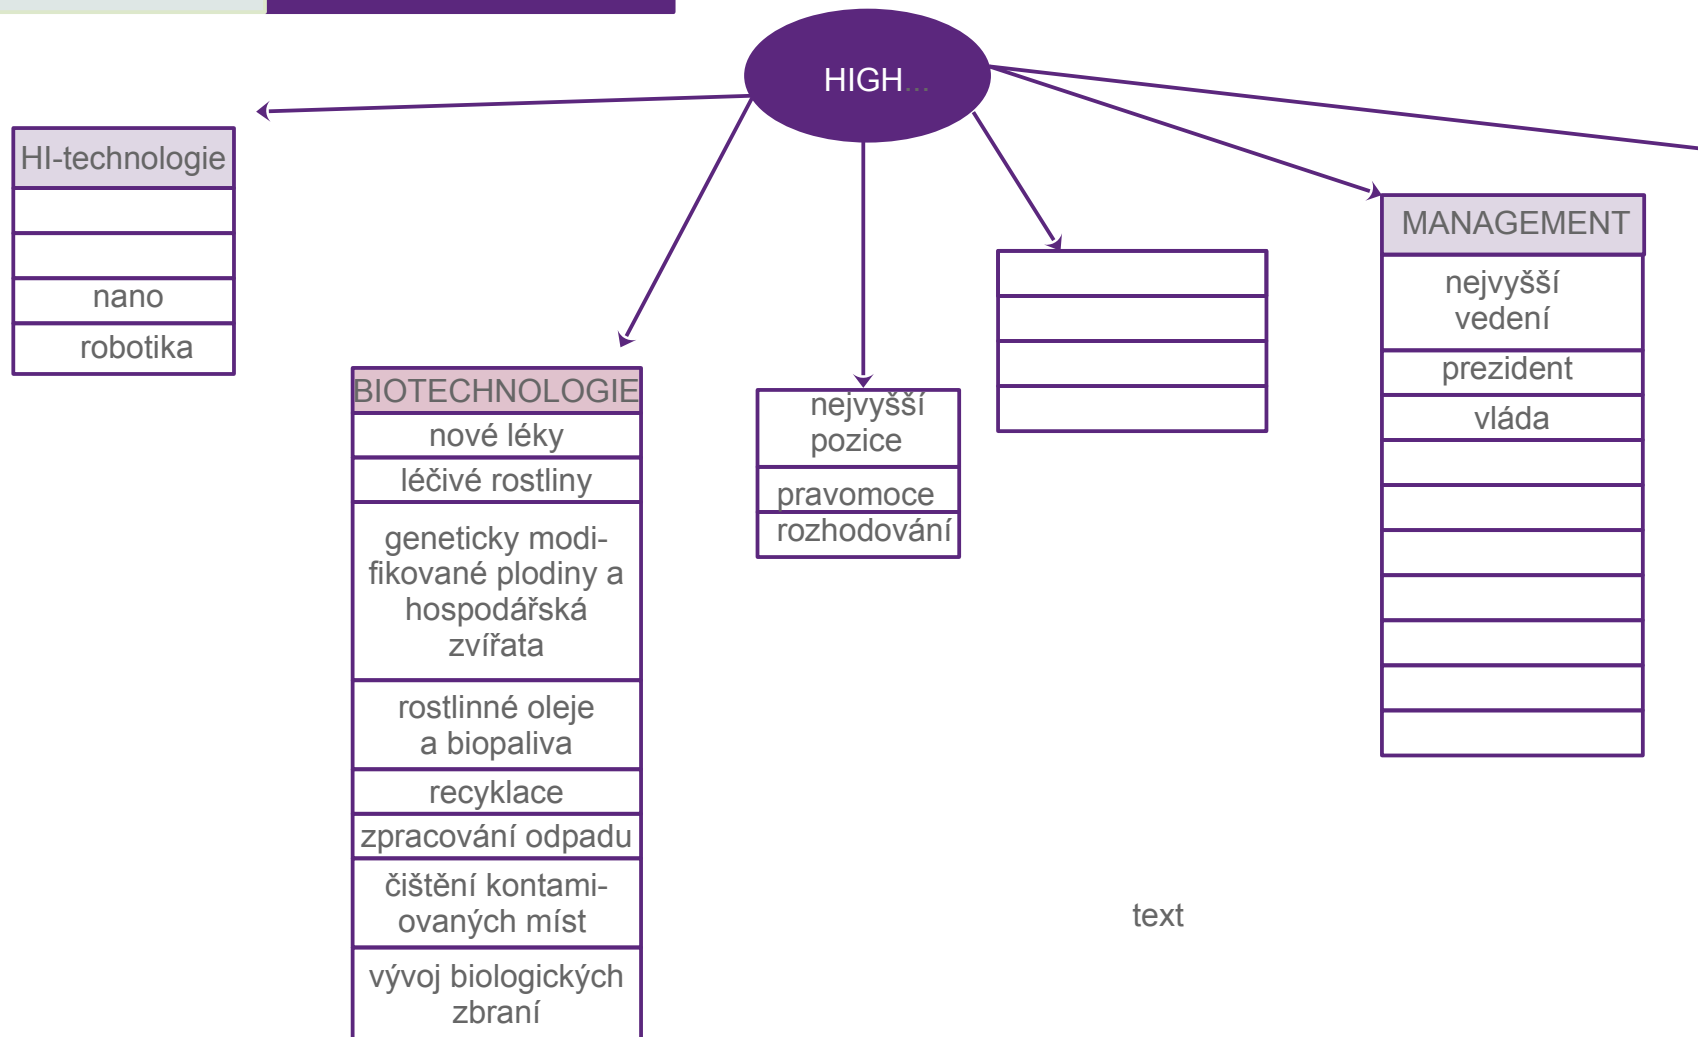 HIGH...
HI-technologie
nano
robotika
BIOTECHNOLOGIE
nové léky
léčivé rostliny
geneticky modi-
fikované plodiny a
hospodářská
zvířata
rostlinné oleje
a biopaliva
recyklace
zpracování odpadu
čištění kontami-
ovaných míst
vývoj biologických
zbraní
nejvyšší
pozice
pravomoce
rozhodování
MANAGEMENT
nejvyšší
vedení
prezident
vláda
text